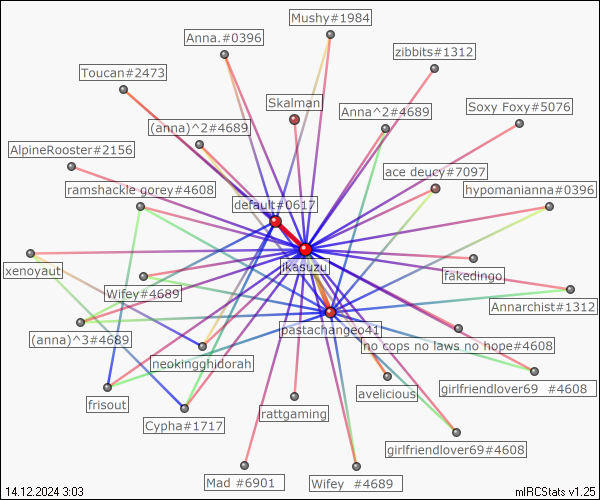 Mushy#1984
Anna.#0396
zibbits#1312
Toucan#2473
Skalman
Anna^2#4689
Soxy Foxy#5076
(anna)^2#4689
AlpineRooster#2156
ace deucy#7097
ramshackle gorey#4608
hypomanianna#0396
default#0617
jkasuzu
xenoyaut
fakedingo
Wifey#4689
Annarchist#1312
pastachangeo41
(anna)^3#4689
no cops no laws no hope#4608
neokingghidorah
girlfriendlover69 #4608
avelicious
frisout
rattgaming
Cypha#1717
girlfriendlover69#4608
Mad #6901
Wifey #4689
14.12.2024 3:03
mIRCStats v1.25